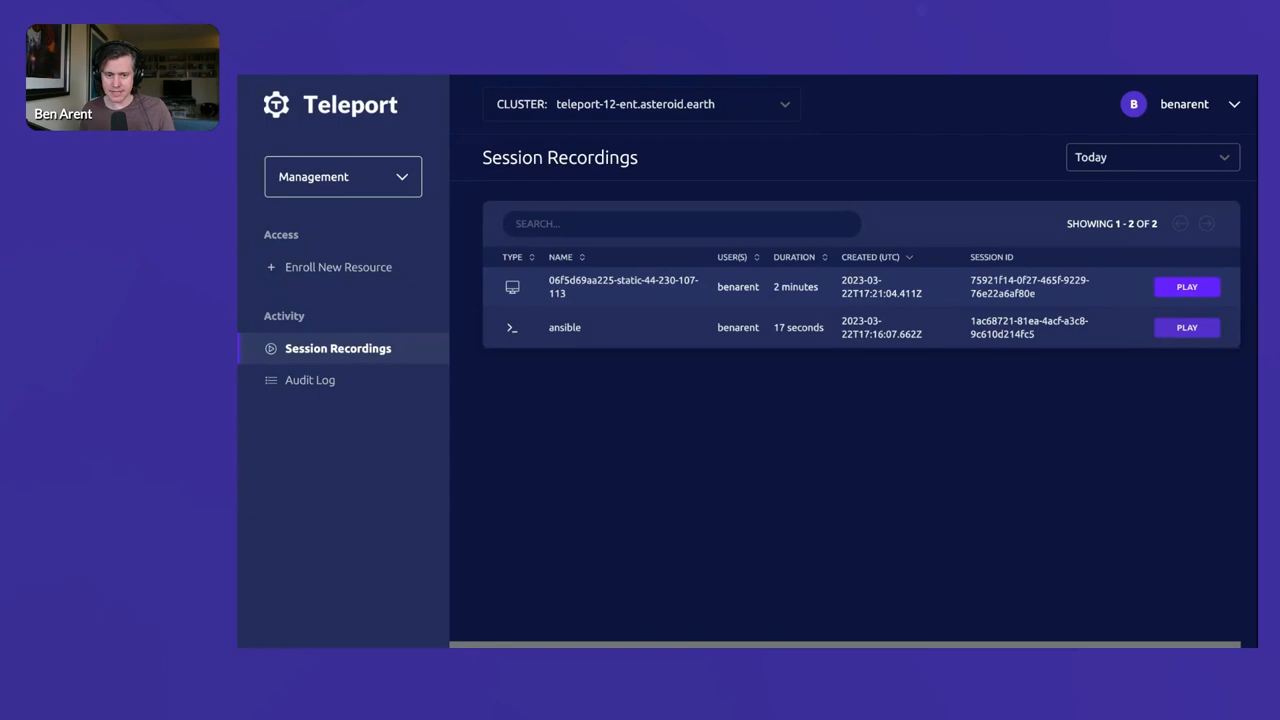 Ben Arent
Teleport
CLUSTER: teleport-12-ent.asteroid.earth
B benarent
Management
Session Recordings
Today
Access
+ Enroll New Resource
Activity
Session Recordings
Audit Log
SEARCH...
SHOWING 1 - 2 OF 2
TYPE NAME USER(S) DURATION CREATED (UTC) SESSION ID
06f5d69aa225-static-44-230-107-
113
benarent
2 minutes
2023-03-
22T17:21:04.411Z
75921f14-0f27-465f-9229-
76e22a6af80e
PLAY
ansible
benarent
17 seconds
2023-03-
22T17:16:07.662Z
1ac68721-81ea-4acf-a3c8-
9c610d214fc5
PLAY